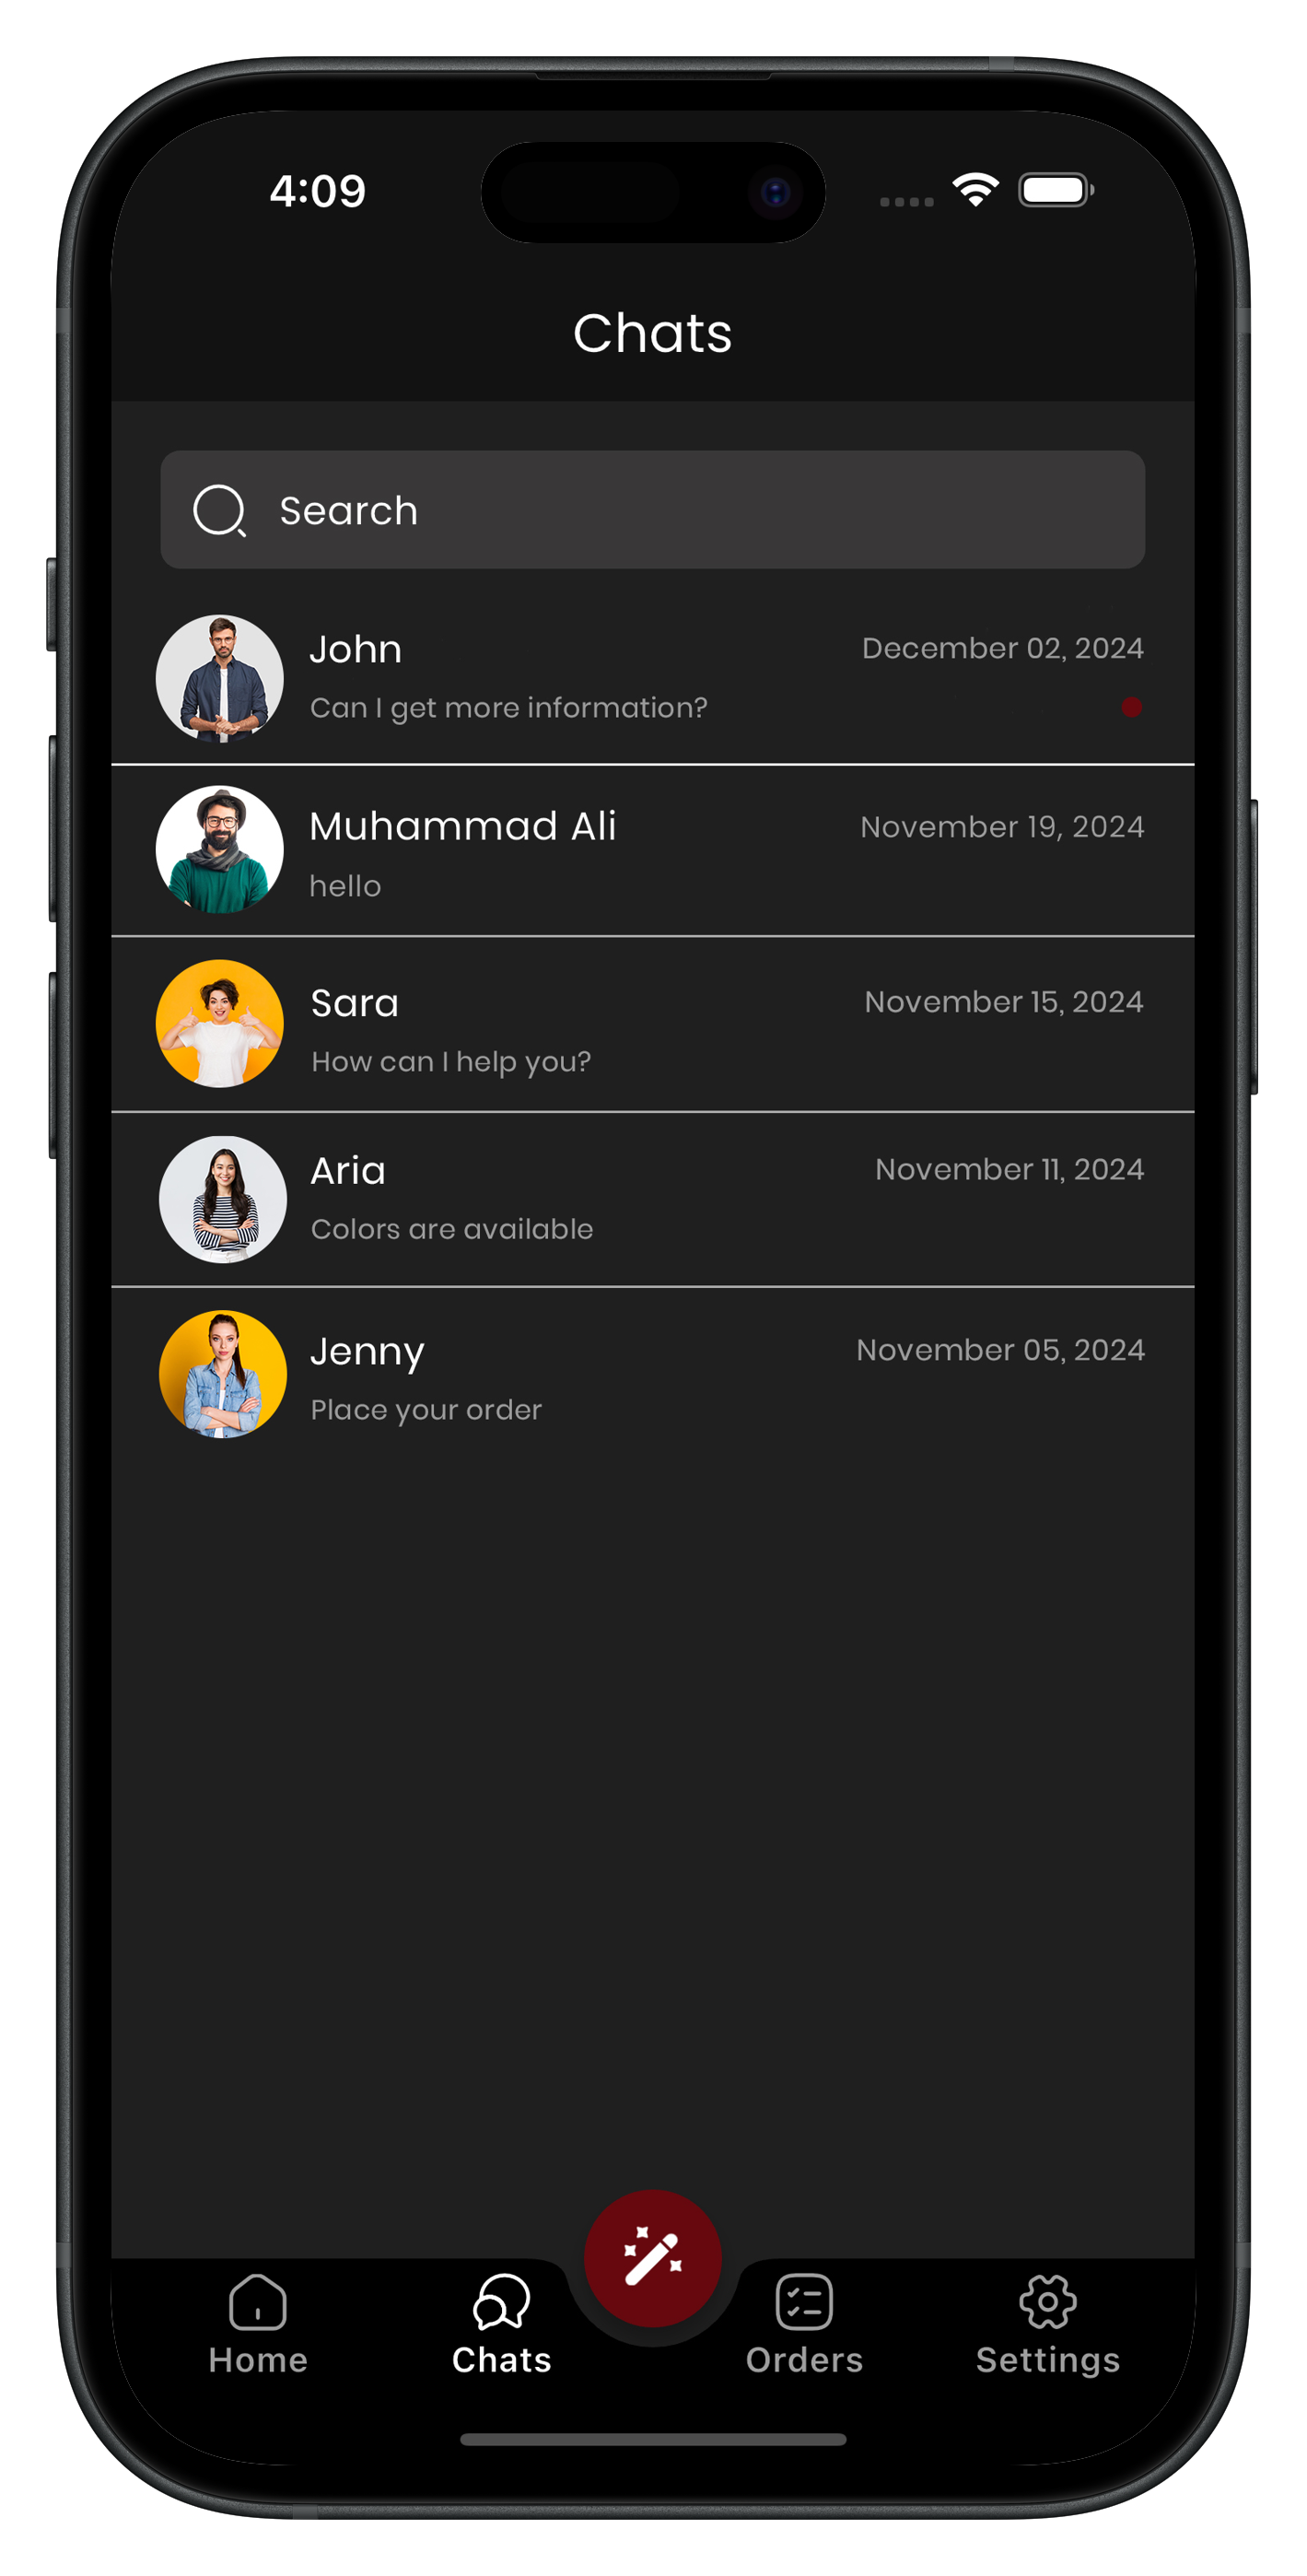 4:09
Chats
Search
John December 02, 2024
Can I get more information?
Muhammad Ali November 19, 2024
hello
Sara November 15, 2024
How can I help you?
Aria November 11, 2024
Colors are available
Jenny November 05, 2024
Place your order
Home Chats Orders Settings